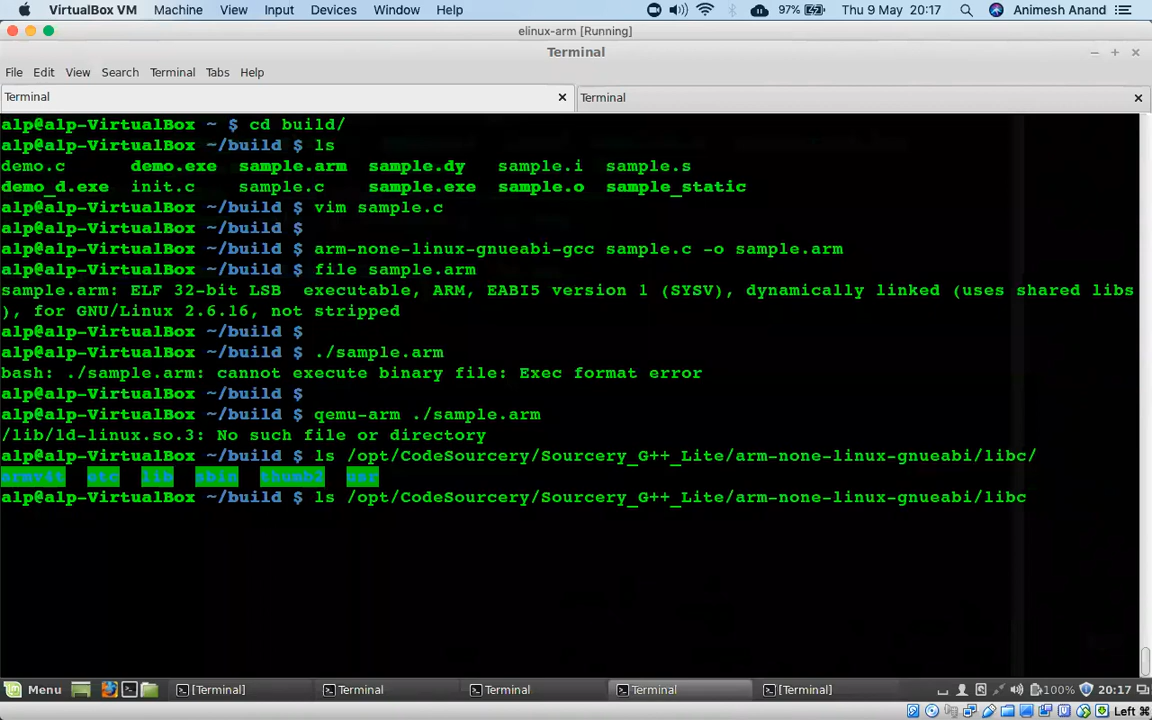 VirtualBox VM Machine View Input Devices Window Help 97% Thu 9 May 20:17 Animesh Anand
elinux-arm [Running]
Terminal
File Edit View Search Terminal Tabs Help
Terminal Terminal
alp@alp-VirtualBox ~ $ cd build/
alp@alp-VirtualBox ~/build $ ls
demo.c demo.exe sample.arm sample.dy sample.i sample.s
demo_d.exe init.c sample.c sample.exe sample.o sample_static
alp@alp-VirtualBox ~/build $ vim sample.c
alp@alp-VirtualBox ~/build $
alp@alp-VirtualBox ~/build $ arm-none-linux-gnueabi-gcc sample.c -o sample.arm
alp@alp-VirtualBox ~/build $ file sample.arm
sample.arm: ELF 32-bit LSB  executable, ARM, EABI5 version 1 (SYSV), dynamically linked (uses shared libs
), for GNU/Linux 2.6.16, not stripped
alp@alp-VirtualBox ~/build $
alp@alp-VirtualBox ~/build $ ./sample.arm
bash: ./sample.arm: cannot execute binary file: Exec format error
alp@alp-VirtualBox ~/build $
alp@alp-VirtualBox ~/build $ qemu-arm ./sample.arm
/lib/ld-linux.so.3: No such file or directory
alp@alp-VirtualBox ~/build $ ls /opt/CodeSourcery/Sourcery_G++_Lite/arm-none-linux-gnueabi/libc/
armv4t etc lib sbin thumb2 usr
alp@alp-VirtualBox ~/build $ ls /opt/CodeSourcery/Sourcery_G++_Lite/arm-none-linux-gnueabi/libc
Menu [Terminal] Terminal Terminal Terminal [Terminal] 100% 20:17
Left ⌘